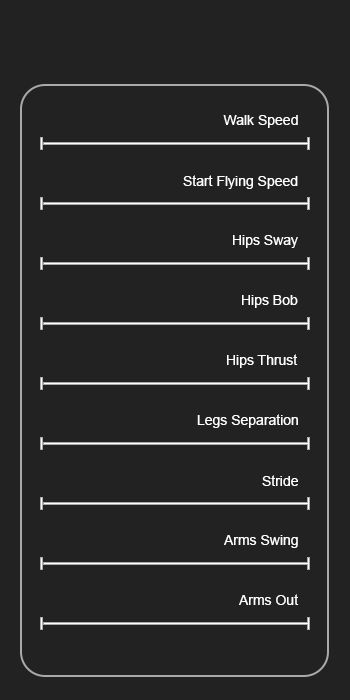 Walk Speed
Start Flying Speed
Hips Sway
Hips Bob
Hips Thrust
Legs Separation
Stride
Arms Swing
Arms Out